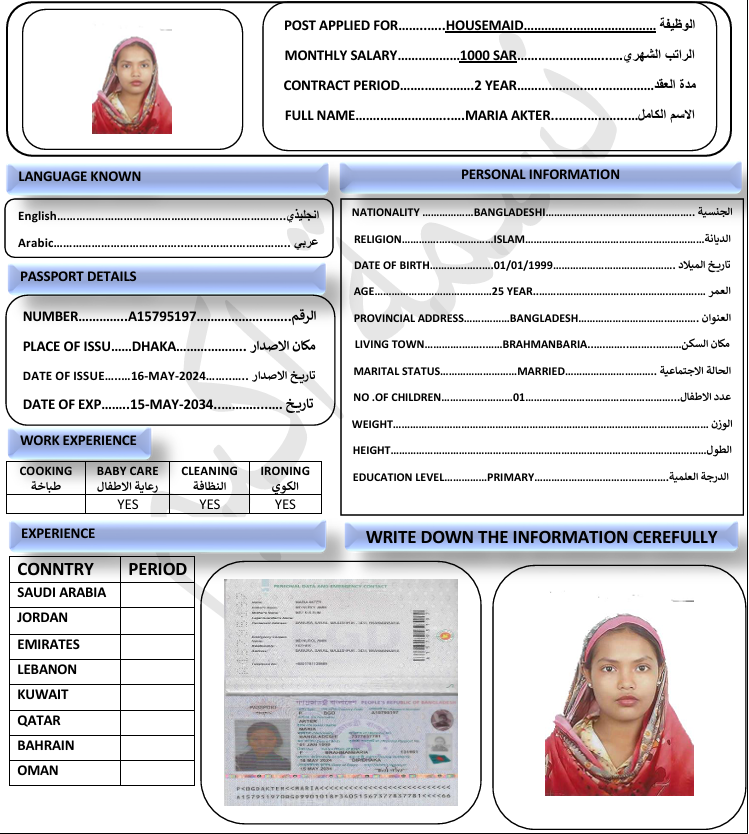 POST APPLIED FOR..........HOUSEMAID...................................... الوظيفة
MONTHLY SALARY..................1000 SAR..............................الراتب الشهري
CONTRACT PERIOD......................2 YEAR......................................مدة العقد
FULL NAME...............................MARIA AKTER.........................الاسم الكامل
LANGUAGE KNOWN
English..............................................................انجليذي
Arabic................................................................ عربي
PASSPORT DETAILS
NUMBER.............A15795197.........................الرقم
PLACE OF ISSU......DHAKA................... مكان الاصدار
DATE OF ISSUE........16-MAY-2024............ تاريخ الاصدار
DATE OF EXP........15-MAY-2034.................. تاريخ
WORK EXPERIENCE
COOKING BABY CARE CLEANING IRONING
طباخة رعاية الاطفال النظافة الكوي
YES YES YES
PERSONAL INFORMATION
NATIONALITY ...............BANGLADESHI........................................... الجنسية
RELIGION...........................ISLAM...................................................الديانة
DATE OF BIRTH...................01/01/1999................................... تاريخ الميلاد
AGE...................................25 YEAR................................................. العمر
PROVINCIAL ADDRESS..............BANGLADESH.................................. العنوان
LIVING TOWN.......................BRAHMANBARIA...........................مكان السكن
MARITAL STATUS.......................MARRIED......................... الحالة الاجتماعية
NO .OF CHILDREN.....................01......................................عدد الاطفال
WEIGHT............................................................................................ الوزن
HEIGHT.............................................................................................الطول
EDUCATION LEVEL.............PRIMARY........................................الدرجة العلمية
EXPERIENCE
WRITE DOWN THE INFORMATION CEREFULLY
CONNTRY PERIOD
SAUDI ARABIA
JORDAN
EMIRATES
LEBANON
KUWAIT
QATAR
BAHRAIN
OMAN
PERSONAL DATA AND EMERGENCY CONTACT
PEOPLE'S REPUBLIC OF BANGLADESH
PASSPORT
AKTER
MARIA
BANGLADESHI
01 JAN 1999
BRAHMANBARIA
16 MAY 2024
15 MAY 2034